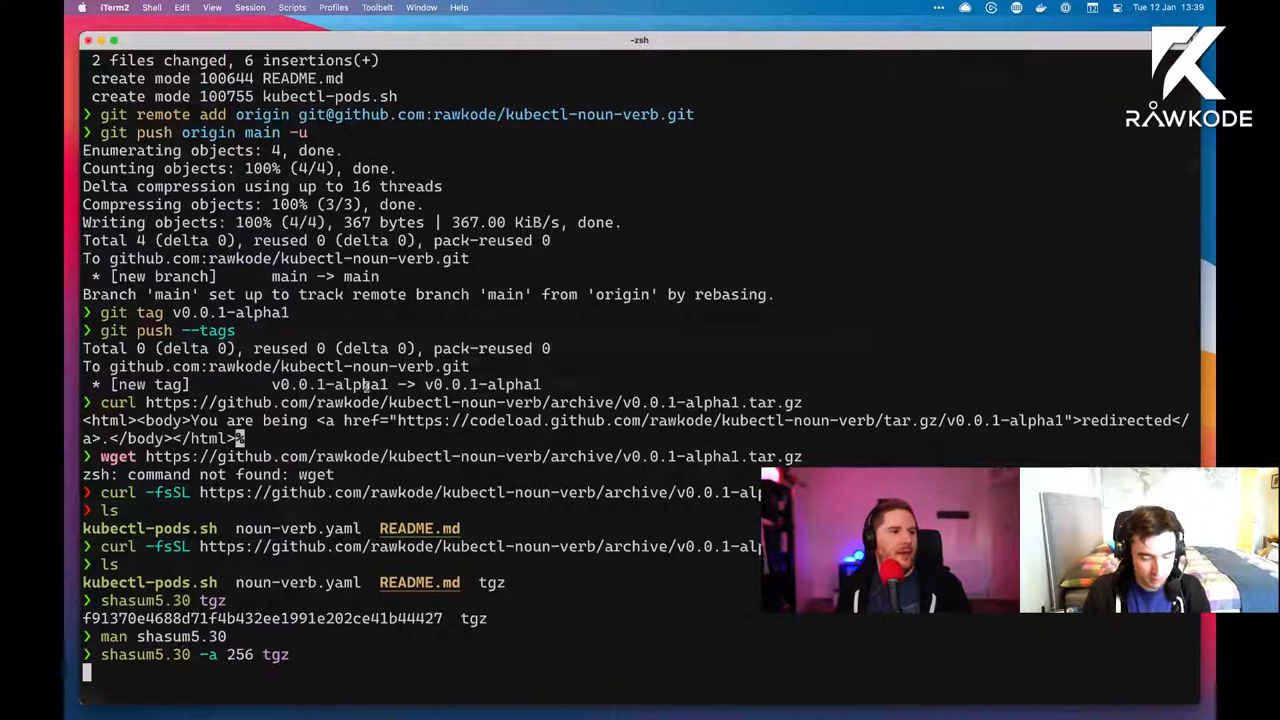 iTerm2 Shell Edit View Session Scripts Profiles Toolbelt Window Help
Tue 12 Jan 13:39
-zsh
2 files changed, 6 insertions(+)
create mode 100644 README.md
create mode 100755 kubectl-pods.sh
❯ git remote add origin git@github.com:rawkode/kubectl-noun-verb.git
❯ git push origin main -u
Enumerating objects: 4, done.
Counting objects: 100% (4/4), done.
Delta compression using up to 16 threads
Compressing objects: 100% (3/3), done.
Writing objects: 100% (4/4), 367 bytes | 367.00 KiB/s, done.
Total 4 (delta 0), reused 0 (delta 0), pack-reused 0
To github.com:rawkode/kubectl-noun-verb.git
* [new branch] main -> main
Branch 'main' set up to track remote branch 'main' from 'origin' by rebasing.
❯ git tag v0.0.1-alpha1
❯ git push --tags
Total 0 (delta 0), reused 0 (delta 0), pack-reused 0
To github.com:rawkode/kubectl-noun-verb.git
* [new tag] v0.0.1-alpha1 -> v0.0.1-alpha1
❯ curl https://github.com/rawkode/kubectl-noun-verb/archive/v0.0.1-alpha1.tar.gz
<html><body>You are being <a href="https://codeload.github.com/rawkode/kubectl-noun-verb/tar.gz/v0.0.1-alpha1">redirected</
a>.</body></html>%
❯ wget https://github.com/rawkode/kubectl-noun-verb/archive/v0.0.1-alpha1.tar.gz
zsh: command not found: wget
❯ curl -fsSL https://github.com/rawkode/kubectl-noun-verb/archive/v0.0.1-alp
❯ ls
kubectl-pods.sh noun-verb.yaml README.md
❯ curl -fsSL https://github.com/rawkode/kubectl-noun-verb/archive/v0.0.1-alp
❯ ls
kubectl-pods.sh noun-verb.yaml README.md tgz
❯ shasum5.30 tgz
f91370e4688d71f4b432ee1991e202ce41b44427 tgz
❯ man shasum5.30
❯ shasum5.30 -a 256 tgz
RÅWKODE